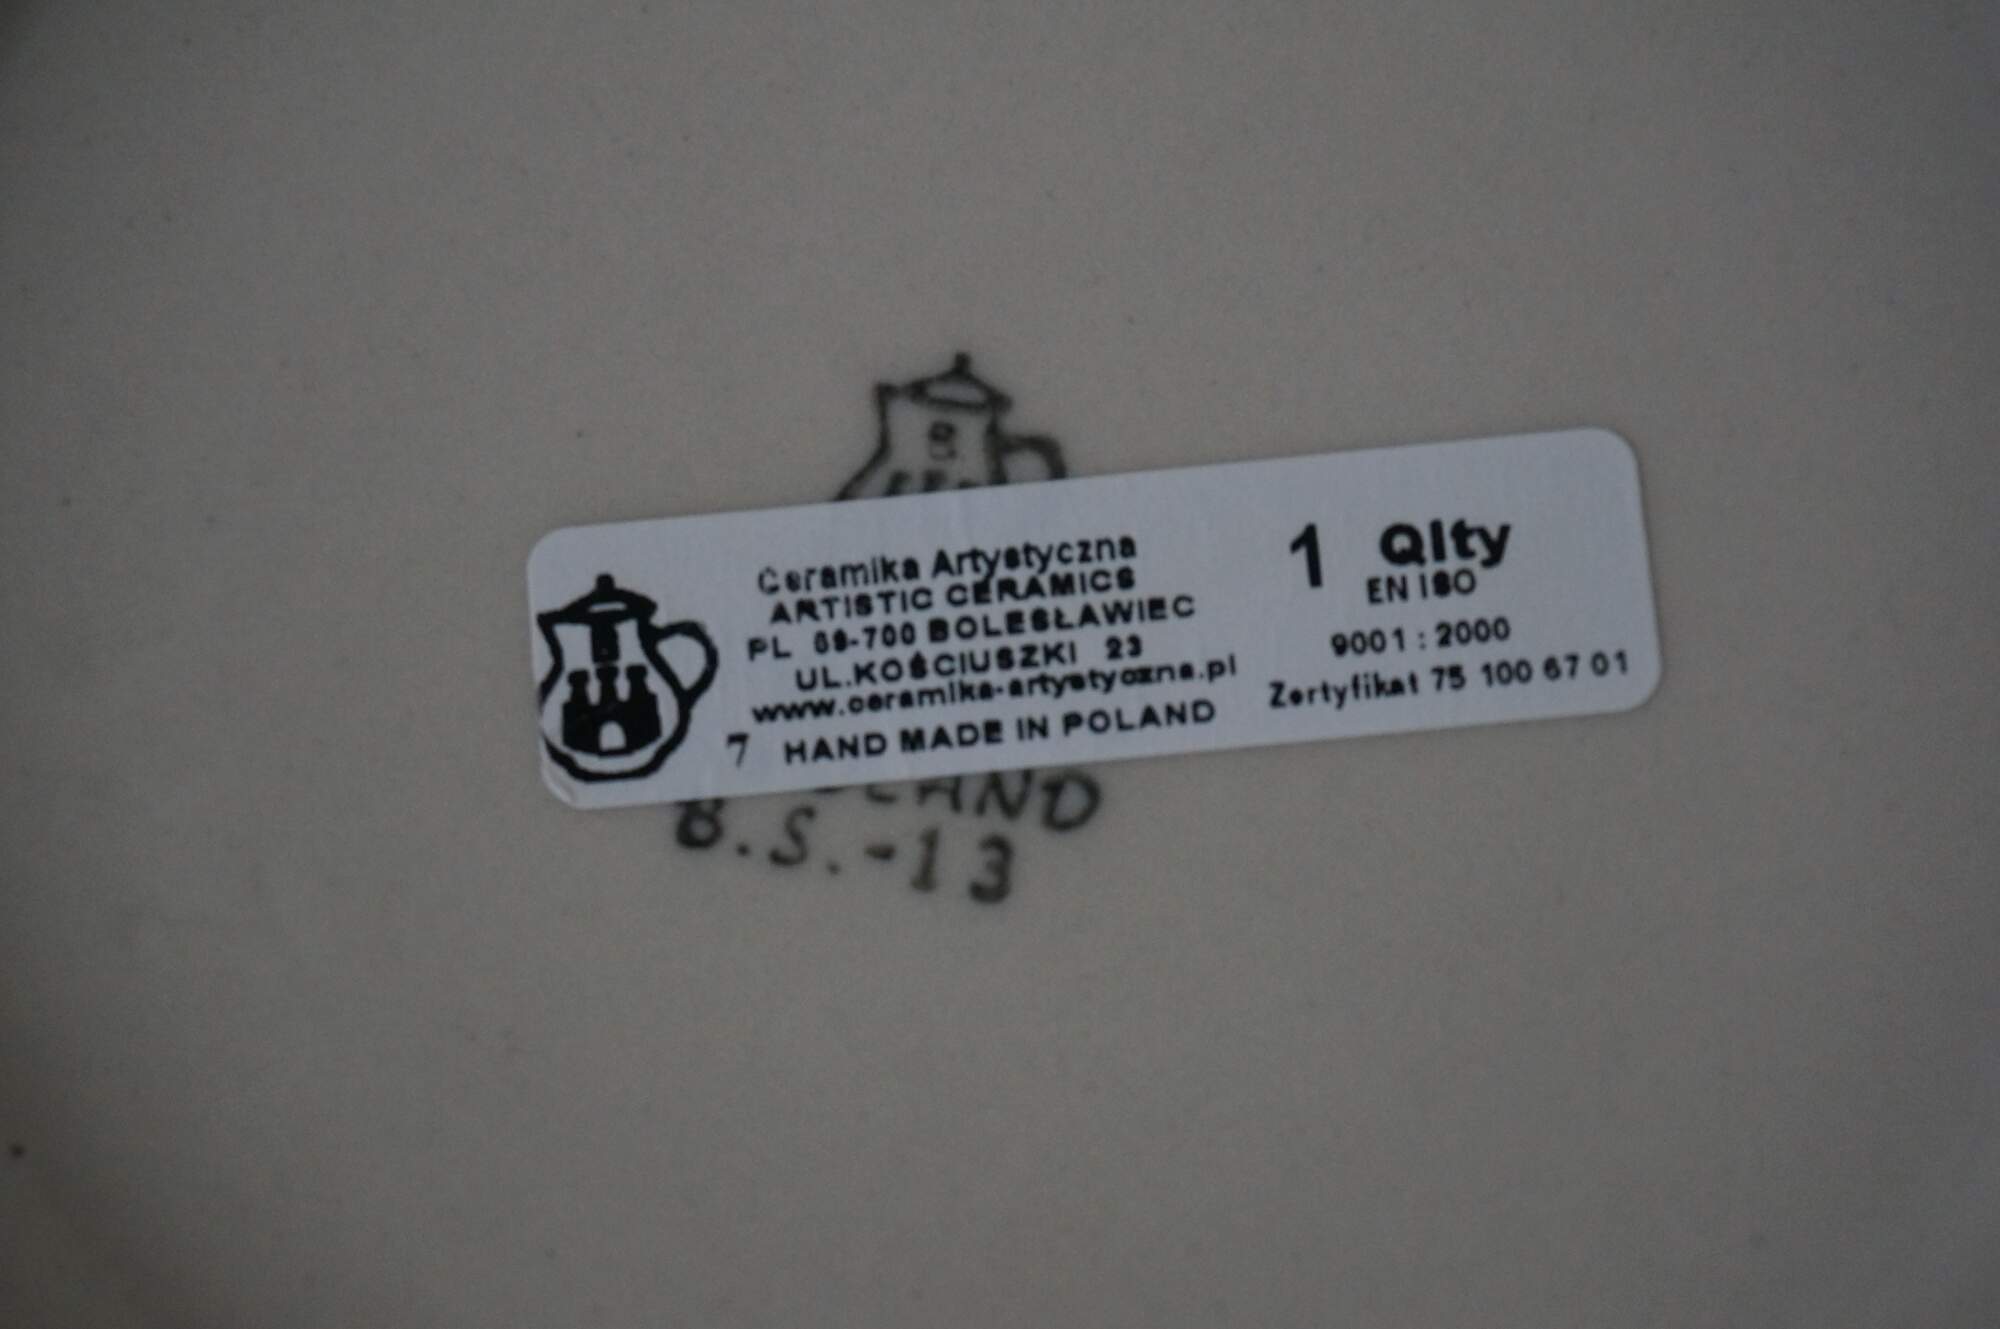 B
Ceramika Artystyczna
ARTISTIC CERAMICS
PL 59-700 BOLESŁAWIEC
UL.KOŚCIUSZKI 23
www.ceramika-artystyczna.pl
7 HAND MADE IN POLAND
1 Qlty
EN ISO
9001 : 2000
Zertyfikat 75 100 67 01
B.S.-13